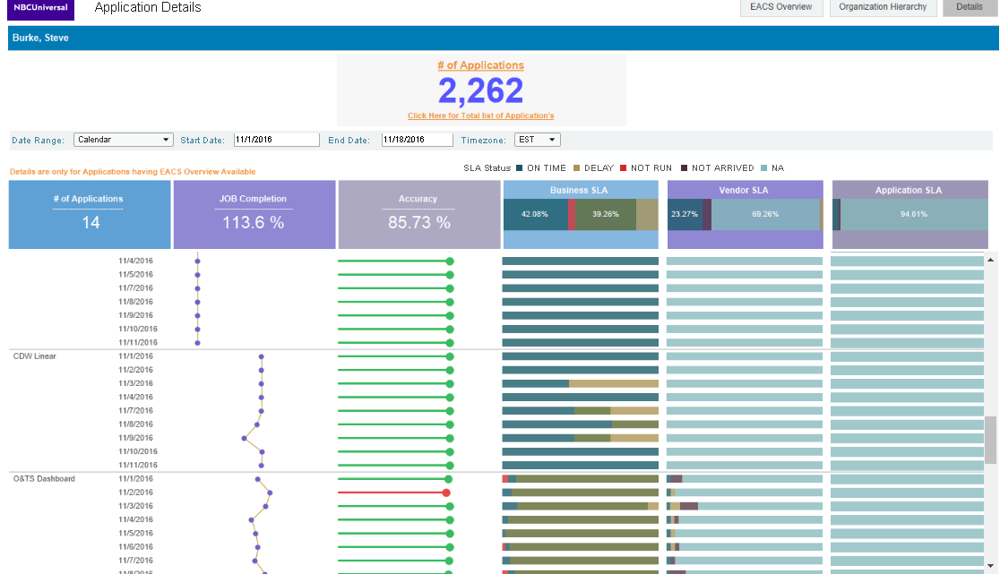 NBCUniversal
Application Details
EACS Overview
Organization Hierarchy
Details
Burke, Steve
# of Applications
2,262
Click Here for Total list of Application's
Date Range: Calendar Start Date: 11/1/2016 End Date: 11/18/2016 Timezone: EST
Details are only for Applications having EACS Overview Available
SLA Status ON TIME DELAY NOT RUN NOT ARRIVED NA
# of Applications
14
JOB Completion
113.6 %
Accuracy
85.73 %
Business SLA
42.08% 39.26%
Vendor SLA
23.27% 69.26%
Application SLA
94.01%
11/4/2016
11/5/2016
11/7/2016
11/8/2016
11/9/2016
11/10/2016
11/11/2016
CDW Linear 11/1/2016
11/2/2016
11/3/2016
11/4/2016
11/7/2016
11/8/2016
11/9/2016
11/10/2016
11/11/2016
O&TS Dashboard 11/1/2016
11/2/2016
11/3/2016
11/4/2016
11/5/2016
11/6/2016
11/7/2016
11/8/2016